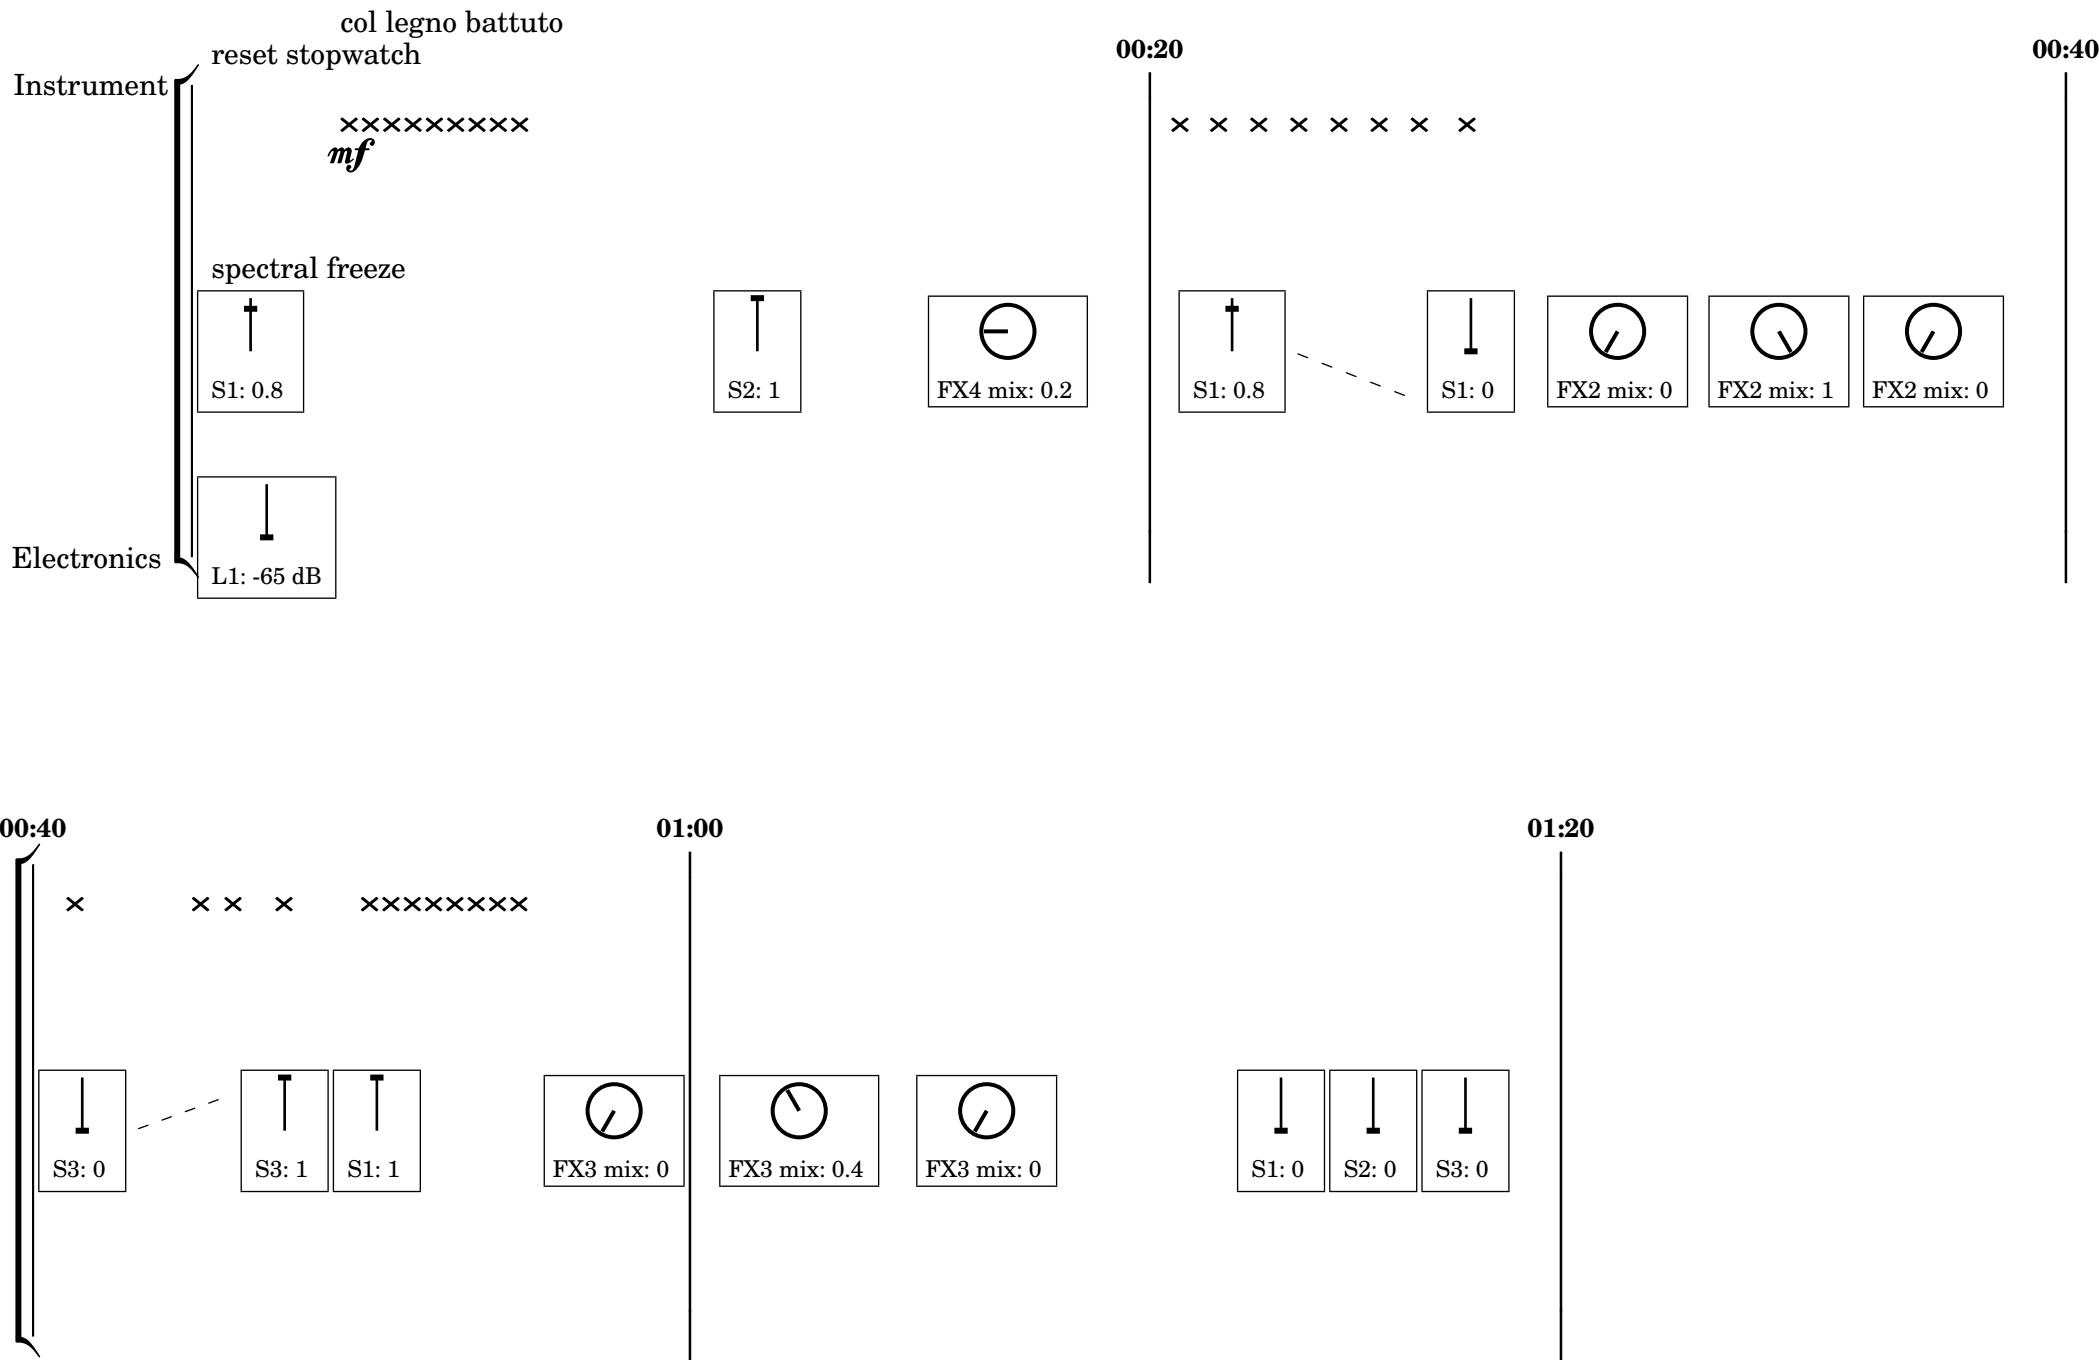 col legno battuto
reset stopwatch
00:20
00:40
Instrument
mf
spectral freeze
S1: 0.8
S2: 1
FX4 mix: 0.2
S1: 0.8
S1: 0
FX2 mix: 0
FX2 mix: 1
FX2 mix: 0
Electronics
L1: -65 dB
00:40
01:00
01:20
S3: 0
S3: 1
S1: 1
FX3 mix: 0
FX3 mix: 0.4
FX3 mix: 0
S1: 0
S2: 0
S3: 0